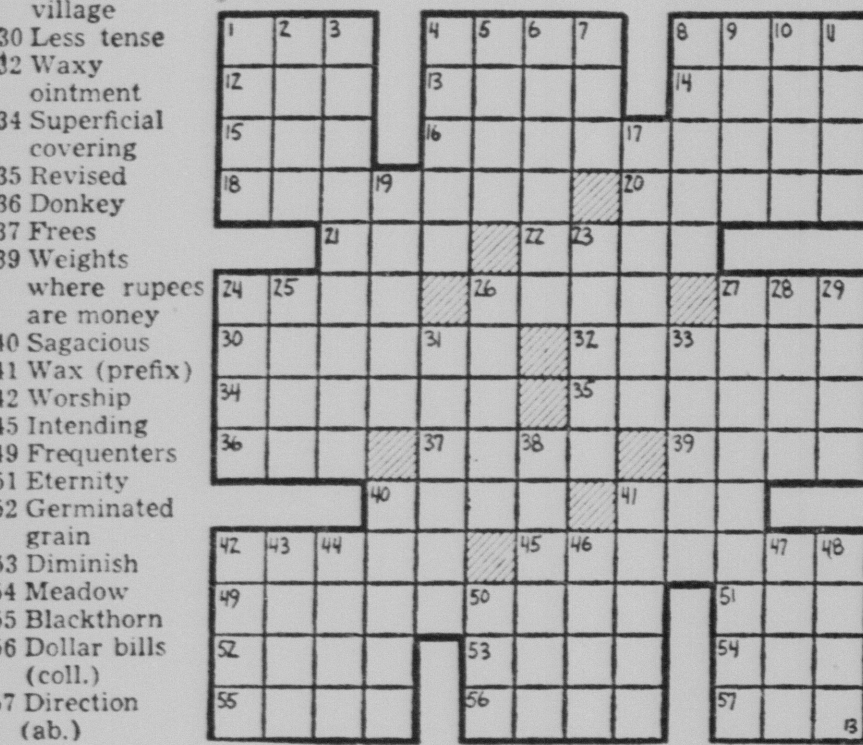 village
30 Less tense
32 Waxy
ointment
34 Superficial
covering
35 Revised
36 Donkey
37 Frees
39 Weights
where rupees
are money
40 Sagacious
41 Wax (prefix)
42 Worship
45 Intending
49 Frequenters
51 Eternity
52 Germinated
grain
53 Diminish
54 Meadow
55 Blackthorn
56 Dollar bills
(coll.)
57 Direction
(ab.)
1 2 3 4 5 6 7 8 9 10 11
12 13 14
15 16 17
18 19 20
21 22 23
24 25 26 27 28 29
30 31 32 33
34 35
36 37 38 39
40 41
42 43 44 45 46 47 48
49 50 51
52 53 54
55 56 57
13